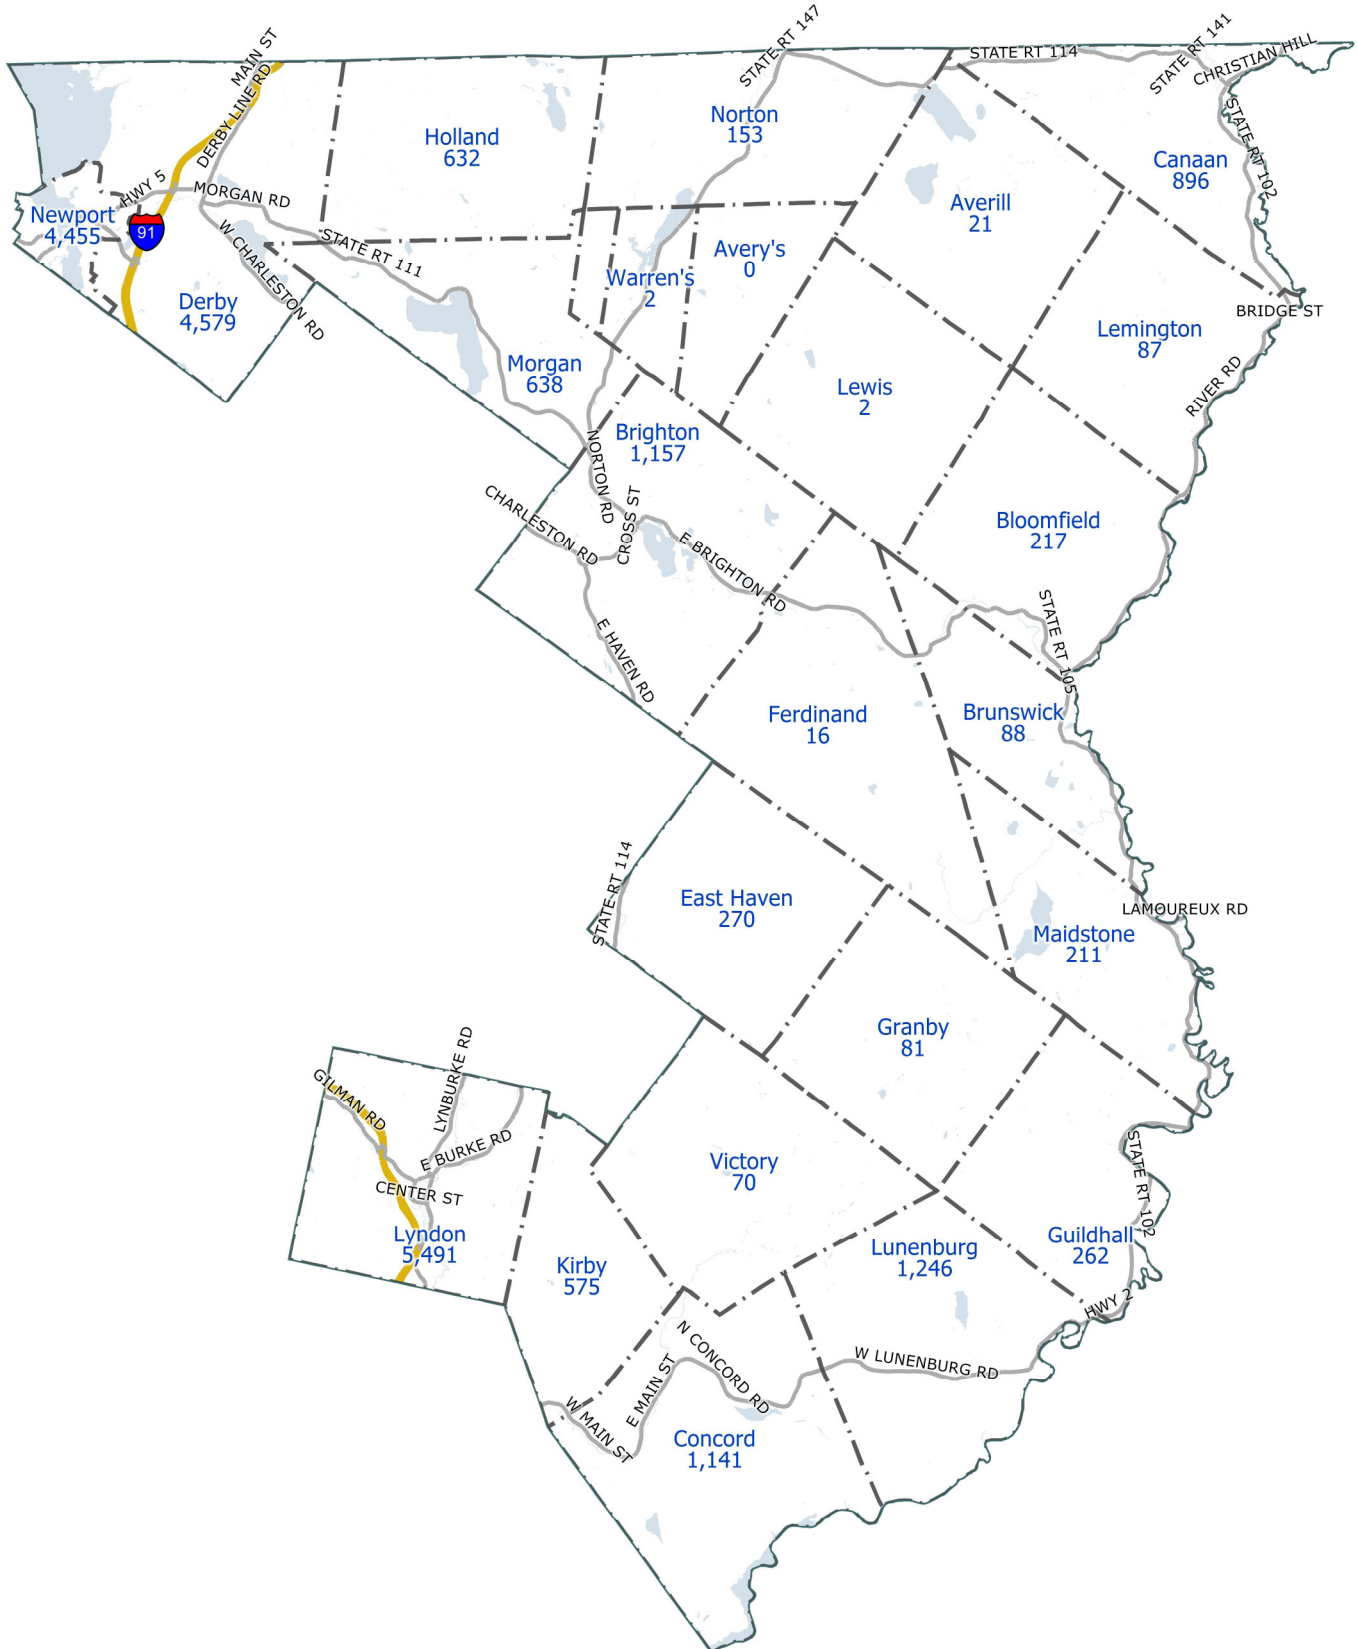 STATE RT 147
MAIN ST
STATE RT 141
STATE RT 114
CHRISTIAN HILL
DERBY LINE RD
Norton
153
Holland
632
STATE RT 102
Canaan
896
HWY 5
MORGAN RD
Averill
21
Newport
4,455
91
W CHARLESTON RD
STATE RT 111
Avery's
0
Warren's
2
Derby
4,579
BRIDGE ST
Lemington
87
Morgan
638
RIVER RD
Lewis
2
Brighton
1,157
NORTON RD
CHARLESTON RD
CROSS ST
Bloomfield
217
E BRIGHTON RD
STATE RT 105
E HAVEN RD
Ferdinand
16
Brunswick
88
STATE RT 114
East Haven
270
LAMOUREUX RD
Maidstone
211
Granby
81
GILMAN RD
LYNBURKE RD
E BURKE RD
CENTER ST
Victory
70
STATE RT 102
Lyndon
5,491
Kirby
575
Lunenburg
1,246
Guildhall
262
HWY 2
N CONCORD RD
W LUNENBURG RD
E MAIN ST
W MAIN ST
Concord
1,141